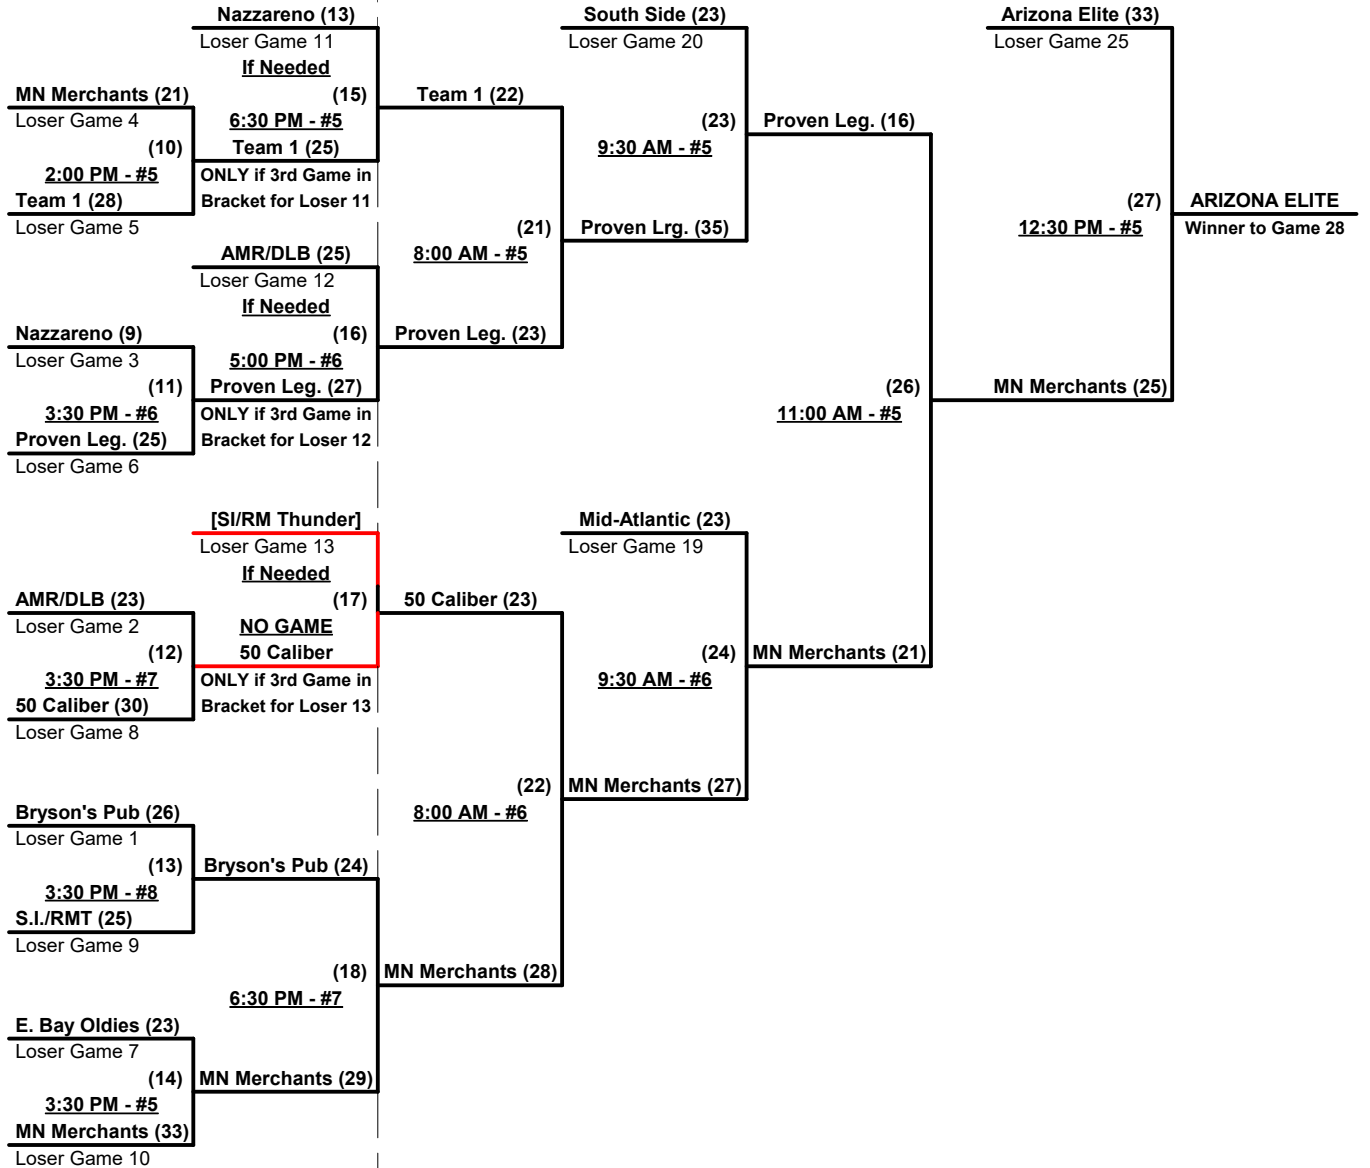 Nazzareno (13)
Loser Game 11
If Needed
(15)
6:30 PM - #5
Team 1 (25)
ONLY if 3rd Game in
Bracket for Loser 11
MN Merchants (21)
Loser Game 4
(10)
2:00 PM - #5
Team 1 (28)
Loser Game 5
AMR/DLB (25)
Loser Game 12
If Needed
(16)
5:00 PM - #6
Proven Leg. (27)
ONLY if 3rd Game in
Bracket for Loser 12
Nazzareno (9)
Loser Game 3
(11)
3:30 PM - #6
Proven Leg. (25)
Loser Game 6
[SI/RM Thunder]
Loser Game 13
If Needed
(17)
NO GAME
50 Caliber
ONLY if 3rd Game in
Bracket for Loser 13
AMR/DLB (23)
Loser Game 2
(12)
3:30 PM - #7
50 Caliber (30)
Loser Game 8
Bryson's Pub (26)
Loser Game 1
(13)
3:30 PM - #8
S.I./RMT (25)
Loser Game 9
Bryson's Pub (24)
(18)
6:30 PM - #7
E. Bay Oldies (23)
Loser Game 7
(14)
3:30 PM - #5
MN Merchants (33)
Loser Game 10
MN Merchants (29)
Team 1 (22)
(21)
8:00 AM - #5
Proven Leg. (23)
50 Caliber (23)
(22)
8:00 AM - #6
MN Merchants (28)
South Side (23)
Loser Game 20
(23)
9:30 AM - #5
Proven Lrg. (35)
Mid-Atlantic (23)
Loser Game 19
(24)
9:30 AM - #6
MN Merchants (27)
Proven Leg. (16)
(26)
11:00 AM - #5
MN Merchants (21)
Arizona Elite (33)
Loser Game 25
(27)
12:30 PM - #5
MN Merchants (25)
ARIZONA ELITE
Winner to Game 28